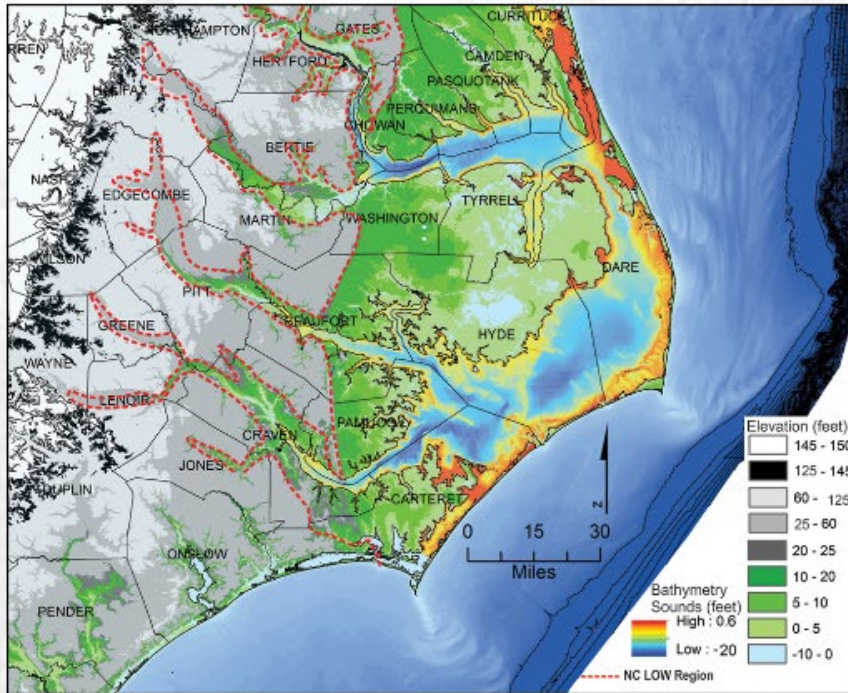 NORTHAMPTON
GATES
CURRITUCK
HERTFORD
CAMDEN
PASQUOTANK
HALIFAX
PERQUIMANS
CHOWAN
BERTIE
NASH
EDGECOMBE
TYRRELL
MARTIN
WASHINGTON
WILSON
DARE
PITT
BEAUFORT
GREENE
HYDE
WAYNE
LENOIR
PAMLICO
CRAVEN
JONES
DUPLIN
CARTERET
ONSLOW
PENDER
N
0 15 30
Miles
Elevation (feet)
145 - 150
125 - 145
60 - 125
25 - 60
20 - 25
10 - 20
5 - 10
0 - 5
-10 - 0
Bathymetry
Sounds (feet)
High : 0.6
Low : -20
NC LOW Region